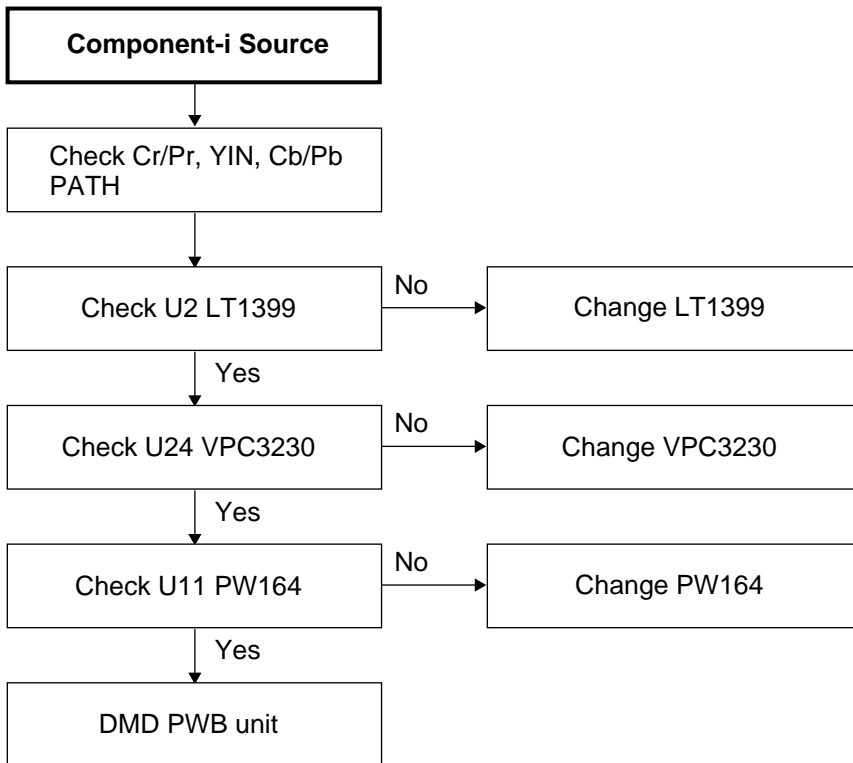 Component-i Source
Check Cr/Pr, YIN, Cb/Pb
PATH
Check U2 LT1399
No
Change LT1399
Yes
Check U24 VPC3230
No
Change VPC3230
Yes
Check U11 PW164
No
Change PW164
Yes
DMD PWB unit